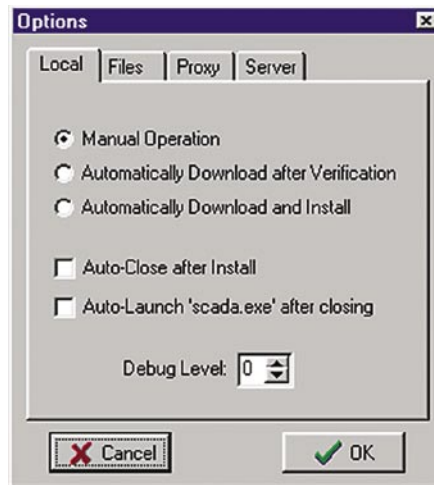 Options
Local Files Proxy Server
Manual Operation
Automatically Download after Verification
Automatically Download and Install
Auto-Close after Install
Auto-Launch 'scada.exe' after closing
Debug Level: 0
Cancel OK